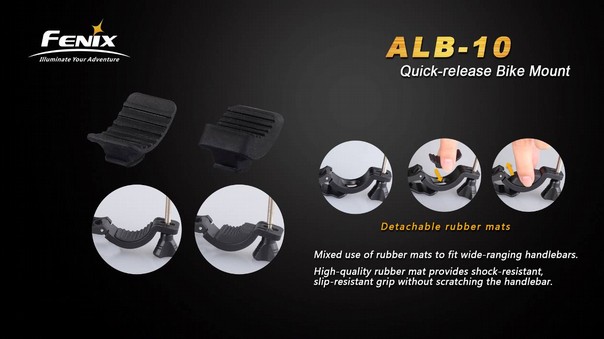 FENIX
Illuminate Your Adventure
ALB-10
Quick-release Bike Mount
Detachable rubber mats
Mixed use of rubber mats to fit wide-ranging handlebars.
High-quality rubber mat provides shock-resistant,
slip-resistant grip without scratching the handlebar.